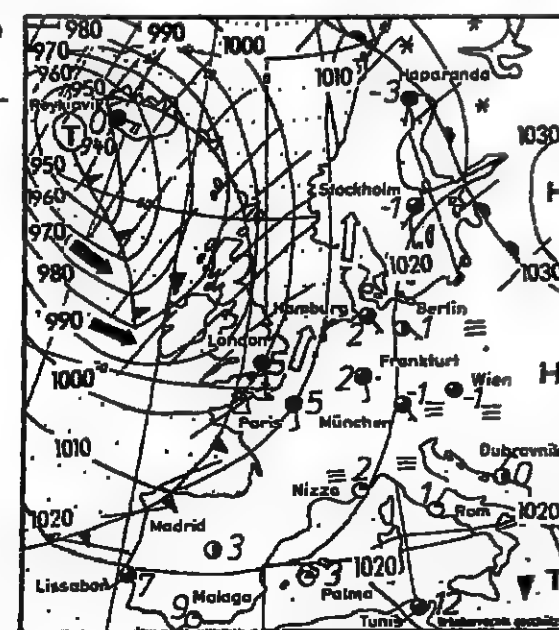 980 990
970 1000
960
950 1010 Haparanda
Reykjavik 0 -3
T 940 1030
950 H
960 Stockholm -1
970 1020
980 1030
990 Hamburg 2 Berlin
London 5 1
1000 2 Frankfurt H
5 -1 Wien -1
Paris München
1010 Dubrovnik 0
Nizza 2 1 Rom
1020 1020
Madrid
3 1020
Lissabon 7 3
Malaga Palma T
9 Tunis 12